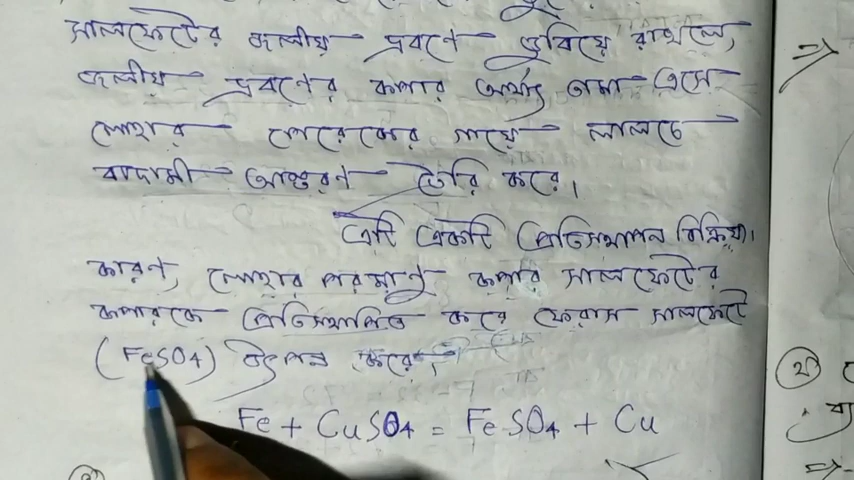 সালফেটের জলীয় দ্রবণে ডুবিয়ে রাখলে,
জলীয় দ্রবণের কপার অর্থাৎ তামা এসে
লোহার পেরেকের গায়ে লালচে
বাদামী আস্তরণ তৈরি করে।
এটি একটি প্রতিস্থাপন বিক্রিয়া।
কারণ, লোহার পরমাণু কপার সালফেটের
কপারকে প্রতিস্থাপিত করে ফেরাস সালফেট
(FeSO4) উৎপন্ন করে।
Fe + CuSO4 = FeSO4 + Cu
⇒
২)
⇒